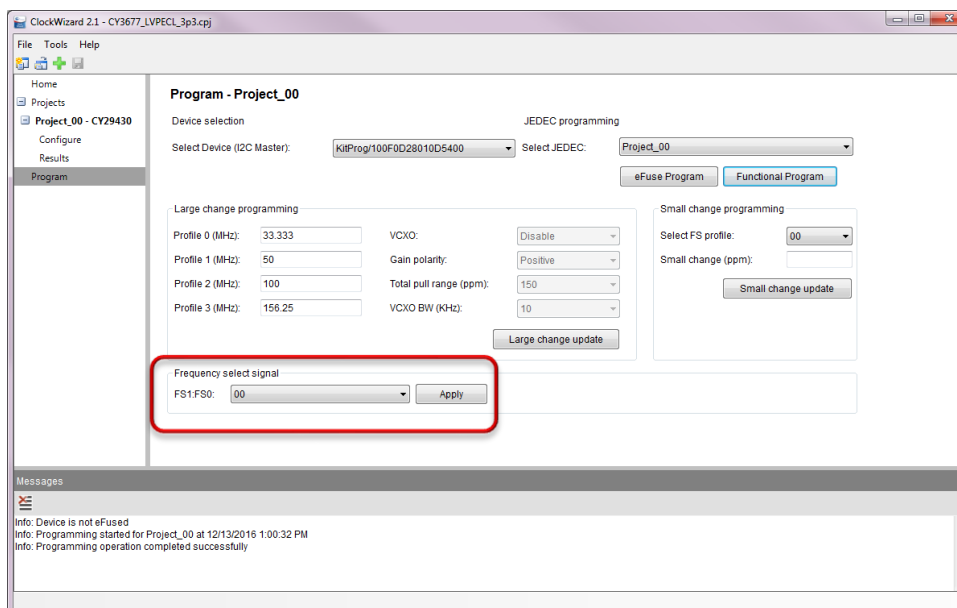 ClockWizard 2.1 - CY3677_LVPECL_3p3.cpj
File Tools Help
Home
Projects
Project_00 - CY29430
Configure
Results
Program
Program - Project_00
Device selection JEDEC programming
Select Device (I2C Master): KitProg/100F0D28010D5400 Select JEDEC: Project_00
eFuse Program Functional Program
Large change programming Small change programming
Profile 0 (MHz): 33.333 VCXO: Disable Select FS profile: 00
Profile 1 (MHz): 50 Gain polarity: Positive Small change (ppm):
Profile 2 (MHz): 100 Total pull range (ppm): 150 Small change update
Profile 3 (MHz): 156.25 VCXO BW (KHz): 10
Large change update
Frequency select signal
FS1:FS0: 00 Apply
Messages
Info: Device is not eFused
Info: Programming started for Project_00 at 12/13/2016 1:00:32 PM
Info: Programming operation completed successfully